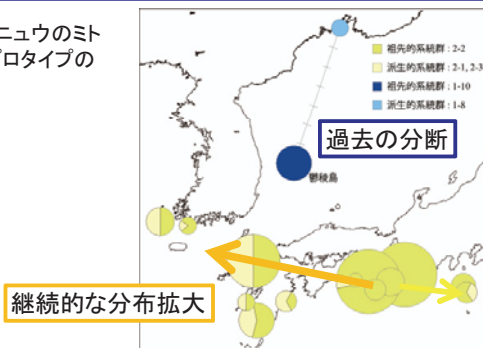 ニュウのミト
プロタイプの
祖先的系統群 : 2-2
派生的系統群 : 2-1, 2-3
祖先的系統群 : 1-10
派生的系統群 : 1-8
過去の分断
鬱稜島
継続的な分布拡大